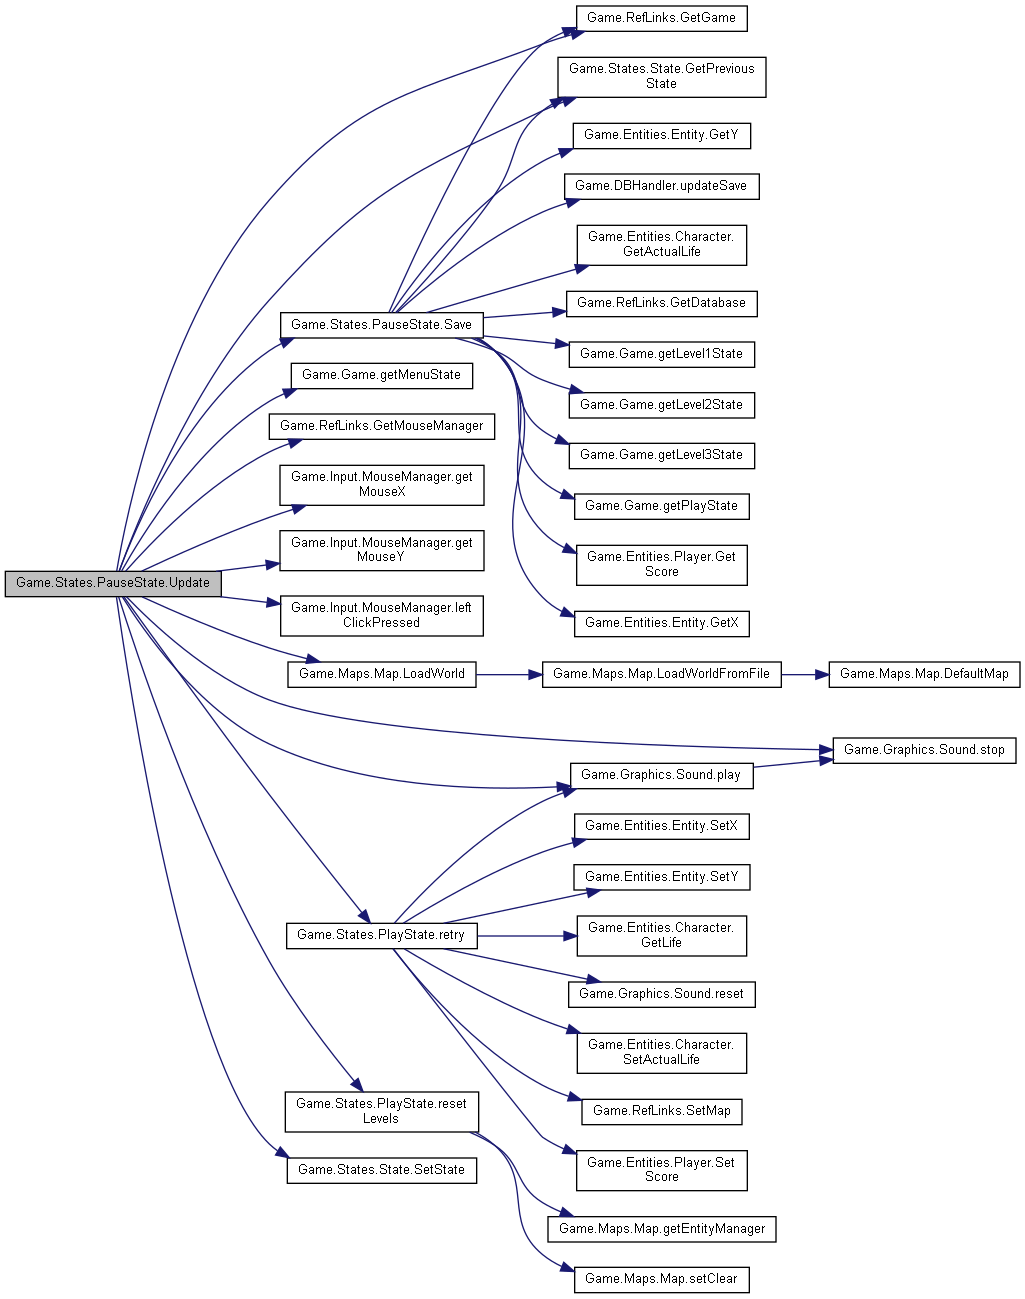 Game.RefLinks.GetGame
Game.States.State.GetPrevious
State
Game.Entities.Entity.GetY
Game.DBHandler.updateSave
Game.Entities.Character.
GetActualLife
Game.RefLinks.GetDatabase
Game.States.PauseState.Save
Game.Game.getLevel1State
Game.Game.getMenuState
Game.Game.getLevel2State
Game.RefLinks.GetMouseManager
Game.Game.getLevel3State
Game.Input.MouseManager.get
MouseX
Game.Game.getPlayState
Game.Input.MouseManager.get
MouseY
Game.Entities.Player.Get
Score
Game.States.PauseState.Update
Game.Input.MouseManager.left
ClickPressed
Game.Entities.Entity.GetX
Game.Maps.Map.LoadWorld
Game.Maps.Map.LoadWorldFromFile
Game.Maps.Map.DefaultMap
Game.Graphics.Sound.stop
Game.Graphics.Sound.play
Game.Entities.Entity.SetX
Game.Entities.Entity.SetY
Game.States.PlayState.retry
Game.Entities.Character.
GetLife
Game.Graphics.Sound.reset
Game.Entities.Character.
SetActualLife
Game.States.PlayState.reset
Levels
Game.RefLinks.SetMap
Game.States.State.SetState
Game.Entities.Player.Set
Score
Game.Maps.Map.getEntityManager
Game.Maps.Map.setClear